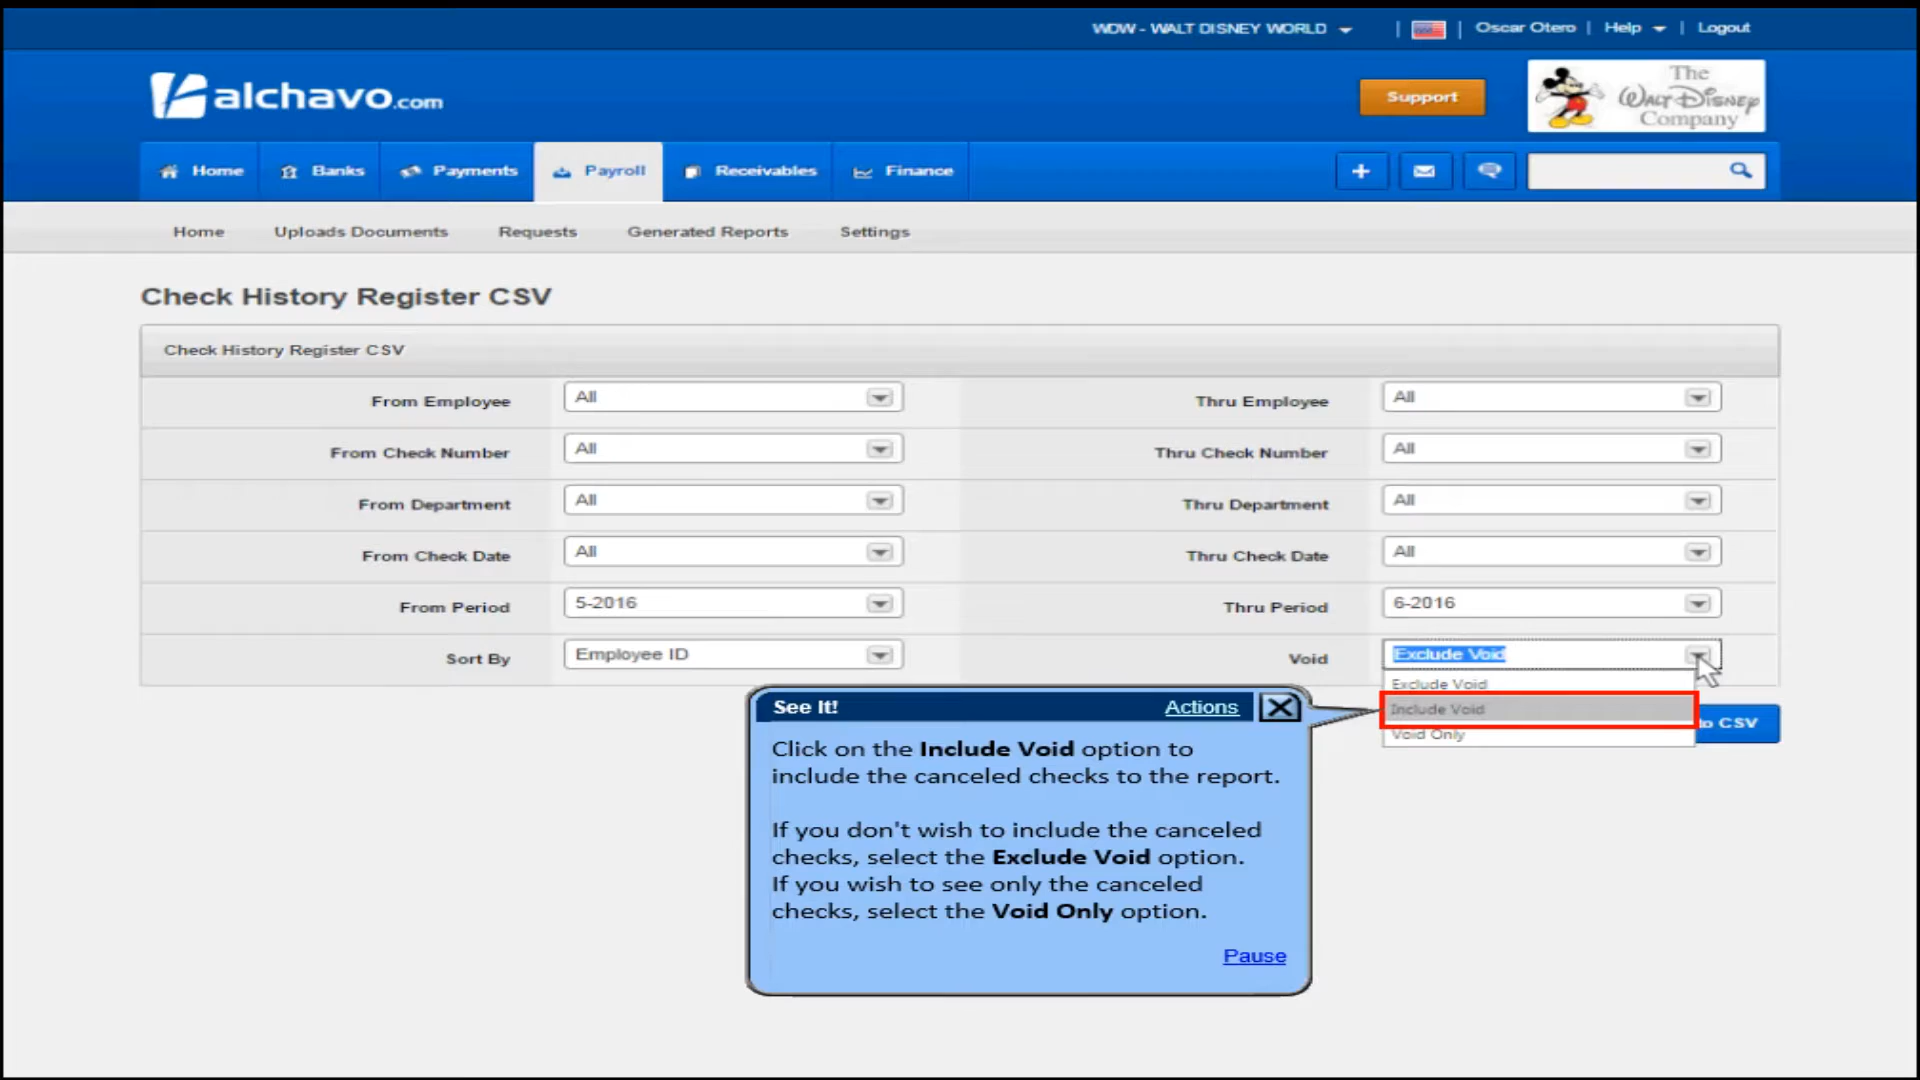 WDW - WALT DISNEY WORLD | | Oscar Otero | Help | Logout
alchavo.com
Support
The
WALT DISNEY
Company
Home Banks Payments Payroll Receivables Finance
Home Uploads Documents Requests Generated Reports Settings
Check History Register CSV
Check History Register CSV
From Employee All Thru Employee All
From Check Number All Thru Check Number All
From Department All Thru Department All
From Check Date All Thru Check Date All
From Period 5-2016 Thru Period 6-2016
Sort By Employee ID Void Exclude Void
Exclude Void
Include Void
Void Only
to CSV
See It! Actions
Click on the Include Void option to
include the canceled checks to the report.
If you don't wish to include the canceled
checks, select the Exclude Void option.
If you wish to see only the canceled
checks, select the Void Only option.
Pause